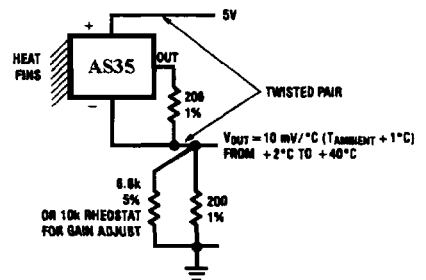 +
5V
HEAT
FINS
AS35
OUT
−
TWISTED PAIR
200
1%
VOUT = 10 mV/°C (TAMBIENT + 1°C)
FROM +2°C TO +40°C
6.8k
5%
OR 10k RHEOSTAT
FOR GAIN ADJUST
200
1%